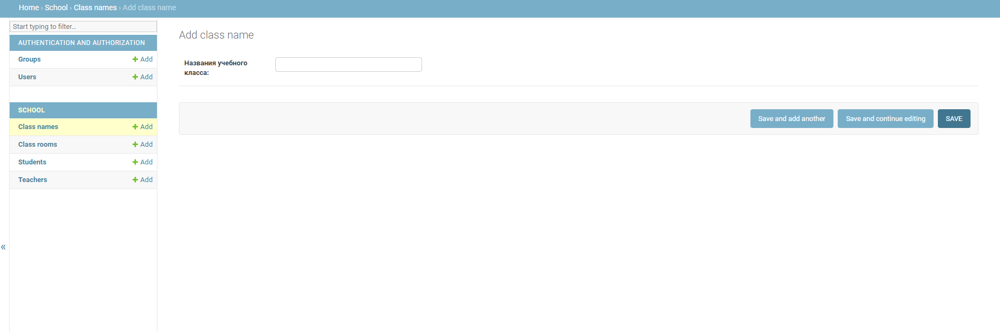 Home › School › Class names › Add class name
Start typing to filter...
AUTHENTICATION AND AUTHORIZATION
Groups + Add
Users + Add
SCHOOL
Class names + Add
Class rooms + Add
Students + Add
Teachers + Add
«
Add class name
Названия учебного
класса:
Save and add another
Save and continue editing
SAVE